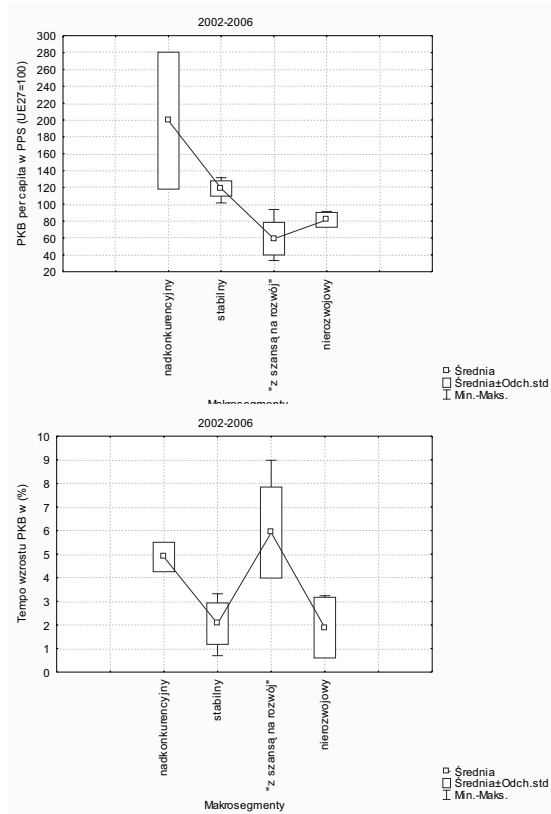 2002-2006
PKB per capita w PPS (UE27=100)
300
280
260
240
220
200
180
160
140
120
100
80
60
40
20
nadkonkurencyjny
stabilny
"z szansą na rozwój"
nierozwojowy
Makrosegmenty
Średnia
Średnia±Odch.std
Min.-Maks.
2002-2006
Tempo wzrostu PKB w (%)
10
9
8
7
6
5
4
3
2
1
0
nadkonkurencyjny
stabilny
"z szansą na rozwój"
nierozwojowy
Makrosegmenty
Średnia
Średnia±Odch.std
Min.-Maks.